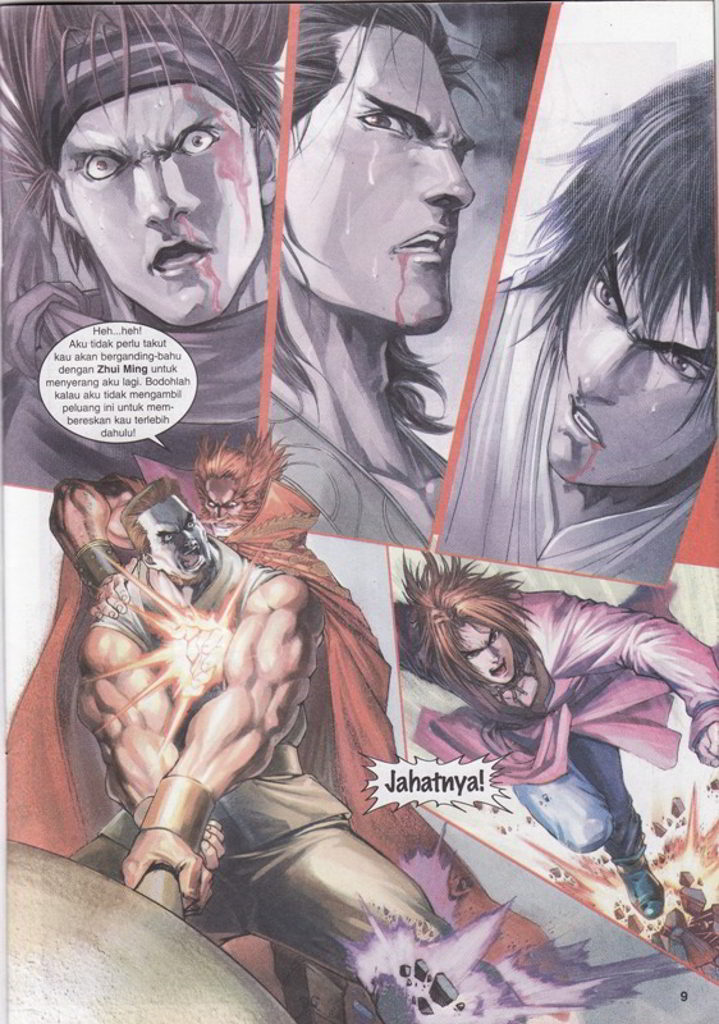 Heh...heh!
Aku tidak perlu takut
kau akan berganding-bahu
dengan Zhui Ming untuk
menyerang aku lagi. Bodohlah
kalau aku tidak mengambil
peluang ini untuk mem-
bereskan kau terlebih
dahulu!
Jahatnya!
9